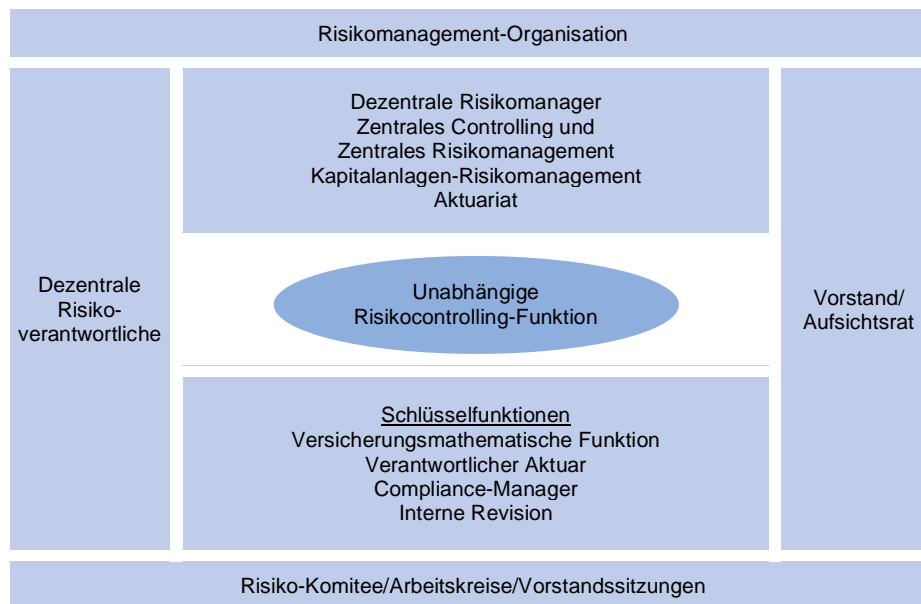 Risikomanagement-Organisation
Dezentrale
Risiko-
verantwortliche
Dezentrale Risikomanager
Zentrales Controlling und
Zentrales Risikomanagement
Kapitalanlagen-Risikomanagement
Aktuariat
Unabhängige
Risikocontrolling-Funktion
Schlüsselfunktionen
Versicherungsmathematische Funktion
Verantwortlicher Aktuar
Compliance-Manager
Interne Revision
Vorstand/
Aufsichtsrat
Risiko-Komitee/Arbeitskreise/Vorstandssitzungen